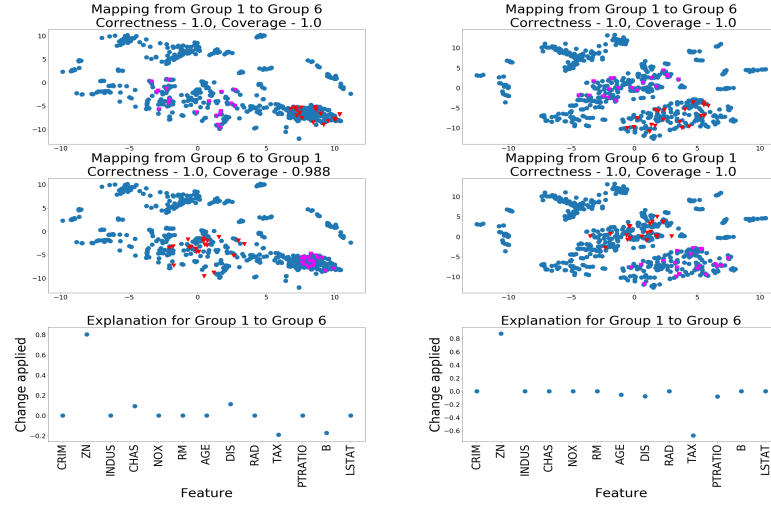 Mapping from Group 1 to Group 6
Correctness - 1.0, Coverage - 1.0
10
5
0
−5
−10
−10
−5
0
5
10
Mapping from Group 6 to Group 1
Correctness - 1.0, Coverage - 0.988
10
5
0
−5
−10
−10
−5
0
5
10
Explanation for Group 1 to Group 6
Change applied
0.8
0.6
0.4
0.2
0.0
−0.2
CRIM
ZN
INDUS
CHAS
NOX
RM
AGE
DIS
RAD
TAX
PTRATIO
B
LSTAT
Feature
Mapping from Group 1 to Group 6
Correctness - 1.0, Coverage - 1.0
10
5
0
−5
−10
−10
−5
0
5
10
Mapping from Group 6 to Group 1
Correctness - 1.0, Coverage - 1.0
10
5
0
−5
−10
−10
−5
0
5
10
Explanation for Group 1 to Group 6
Change applied
0.8
0.6
0.4
0.2
0.0
−0.2
−0.4
−0.6
CRIM
ZN
INDUS
CHAS
NOX
RM
AGE
DIS
RAD
TAX
PTRATIO
B
LSTAT
Feature